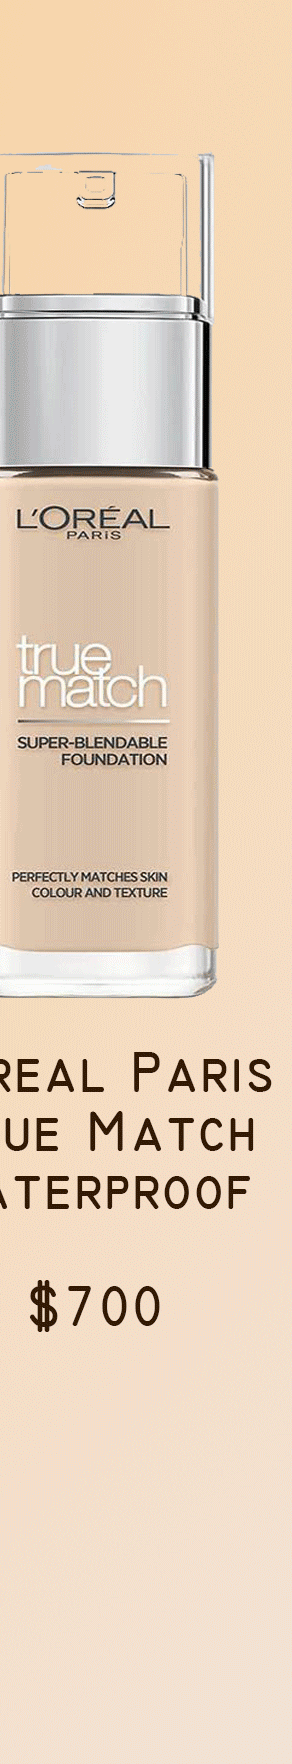 L'ORÉAL
PARIS
true
match
SUPER-BLENDABLE
FOUNDATION
PERFECTLY MATCHES SKIN
COLOUR AND TEXTURE
REAL PARIS
UE MATCH
ATERPROOF
$700